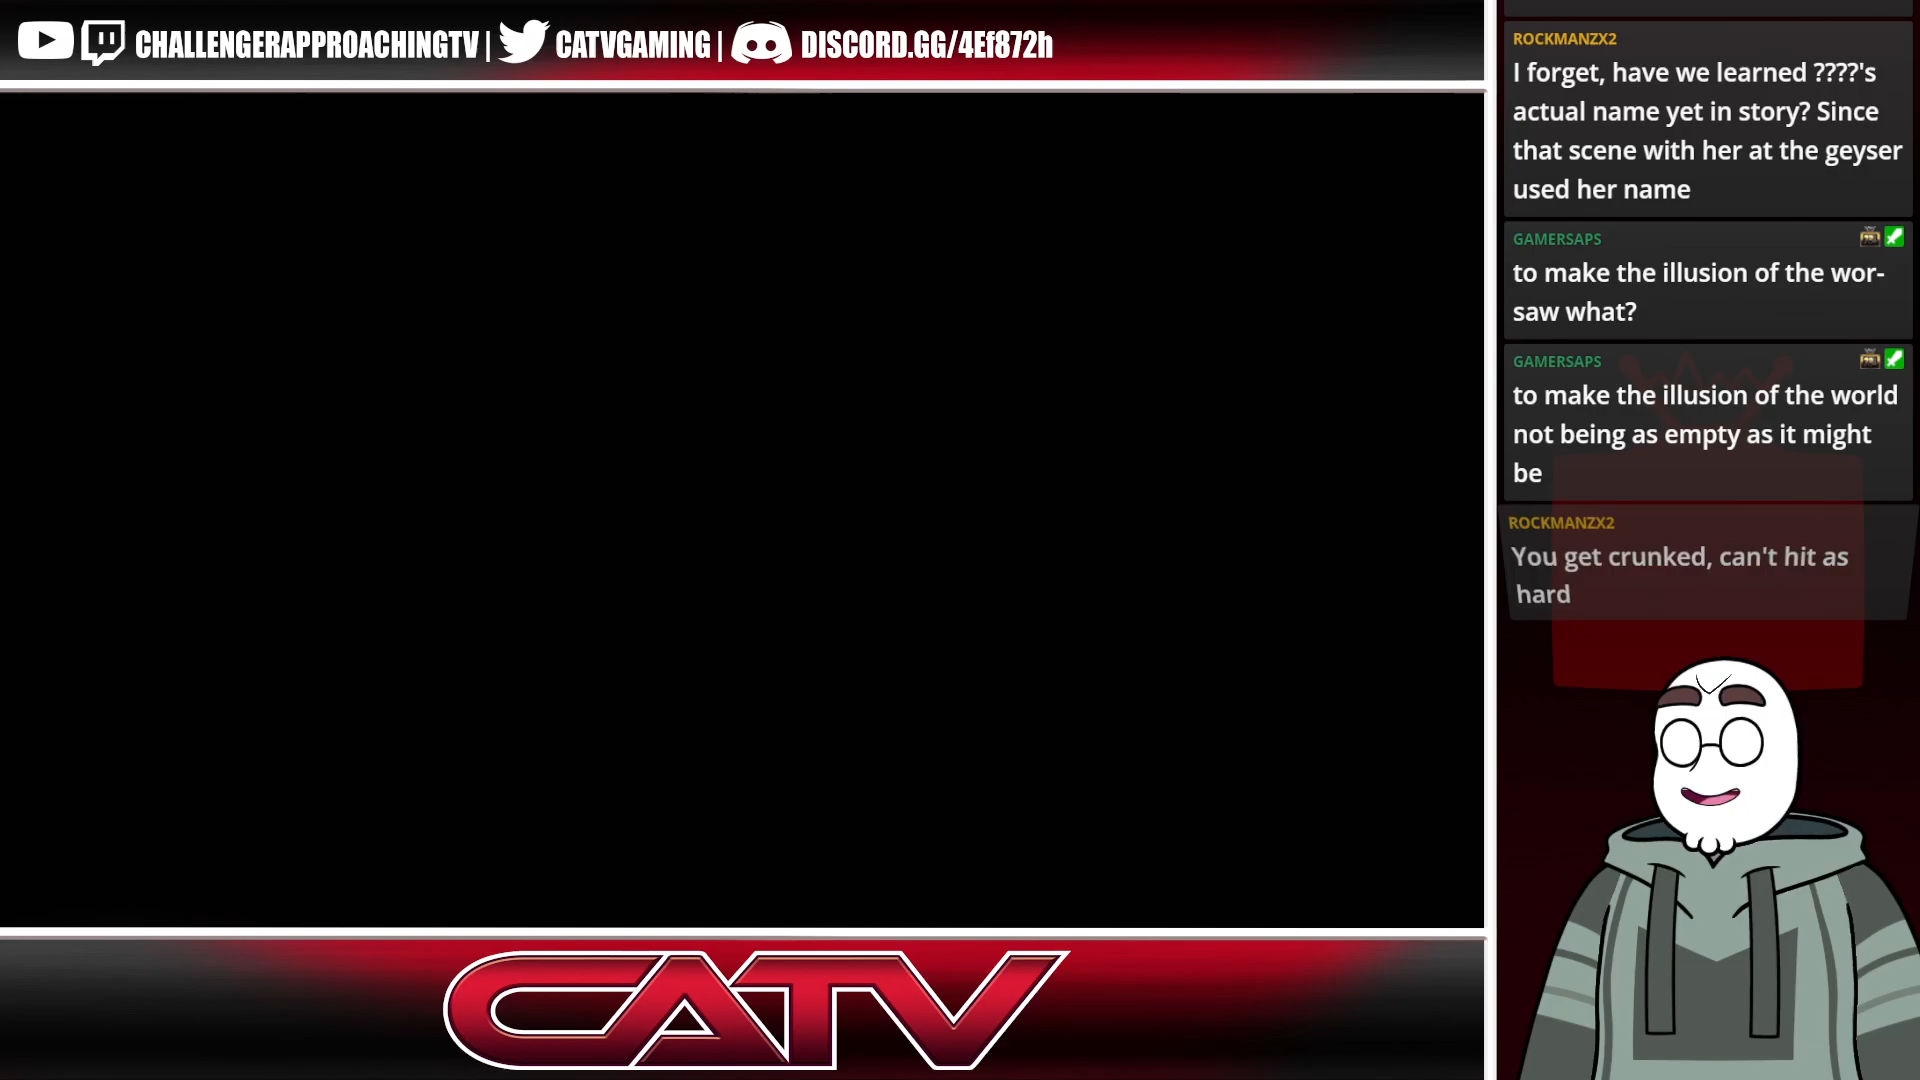 CHALLENGERAPPROACHINGTV | CATVGAMING | DISCORD.GG/4Ef872h
ROCKMANZX2
I forget, have we learned ????'s
actual name yet in story? Since
that scene with her at the geyser
used her name
GAMERSAPS
to make the illusion of the wor-
saw what?
GAMERSAPS
to make the illusion of the world
not being as empty as it might
be
ROCKMANZX2
You get crunked, can't hit as
hard
CATV